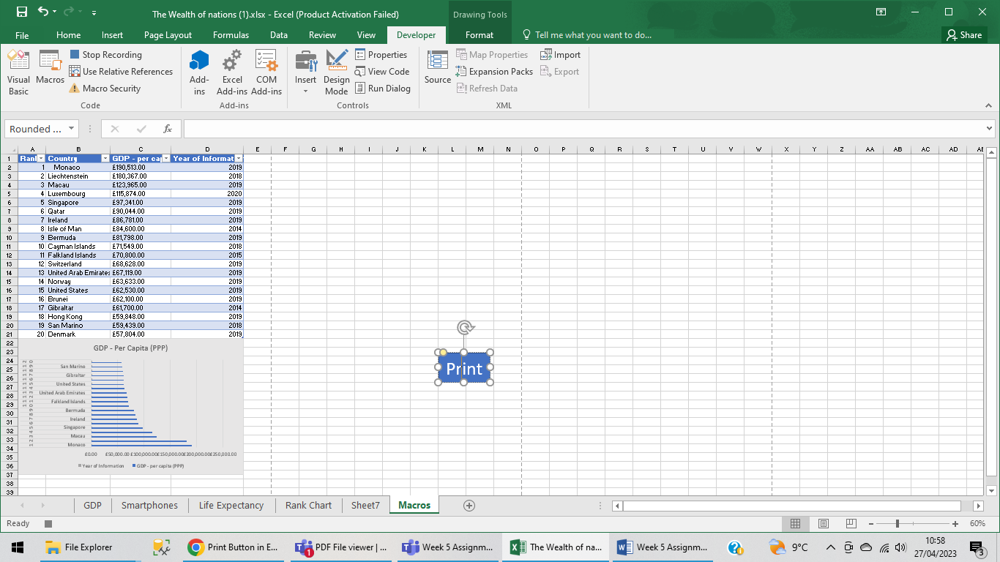 The Wealth of nations (1).xlsx - Excel (Product Activation Failed)
Drawing Tools
File Home Insert Page Layout Formulas Data Review View Developer Format Tell me what you want to do... Share
Visual Basic
Macros
Stop Recording
Use Relative References
Macro Security
Code
Add-ins
Excel Add-ins
COM Add-ins
Add-ins
Insert
Design Mode
Properties
View Code
Run Dialog
Controls
Source
Map Properties
Expansion Packs
Refresh Data
Import
Export
XML
Rounded ...
fx
A B C D E F G H I J K L M N O P Q R S T U V W X Y Z AA AB AC AD AE
1 Rank Country GDP - per cap Year of Informat
2 1 Monaco £190,513.00 2019
3 2 Liechtenstein £180,367.00 2018
4 3 Macau £123,965.00 2019
5 4 Luxembourg £115,874.00 2020
6 5 Singapore £97,341.00 2019
7 6 Qatar £90,044.00 2019
8 7 Ireland £86,781.00 2019
9 8 Isle of Man £84,600.00 2014
10 9 Bermuda £81,798.00 2019
11 10 Cayman Islands £71,549.00 2018
12 11 Falkland Islands £70,800.00 2015
13 12 Switzerland £68,628.00 2019
14 13 United Arab Emirates £67,119.00 2019
15 14 Norway £63,633.00 2019
16 15 United States £62,530.00 2019
17 16 Brunei £62,100.00 2019
18 17 Gibraltar £61,700.00 2014
19 18 Hong Kong £59,848.00 2019
20 19 San Marino £59,439.00 2018
21 20 Denmark £57,804.00 2019
22
23
24
25
26
27
28
29
30
31
32
33
34
35
36
37
38
39
GDP - Per Capita (PPP)
San Marino
Gibraltar
United States
United Arab Emirates
Falkland Islands
Bermuda
Ireland
Singapore
Macau
Monaco
£0.00 £50,000.00 £100,000.00 £150,000.00 £200,000.00 £250,000.00
Year of Information GDP - per capita (PPP)
Print
GDP Smartphones Life Expectancy Rank Chart Sheet7 Macros
Ready
60%
File Explorer
Print Button in E...
1
PDF File viewer | ...
Week 5 Assignm...
The Wealth of na...
Week 5 Assignm...
9°C
10:58
27/04/2023
3